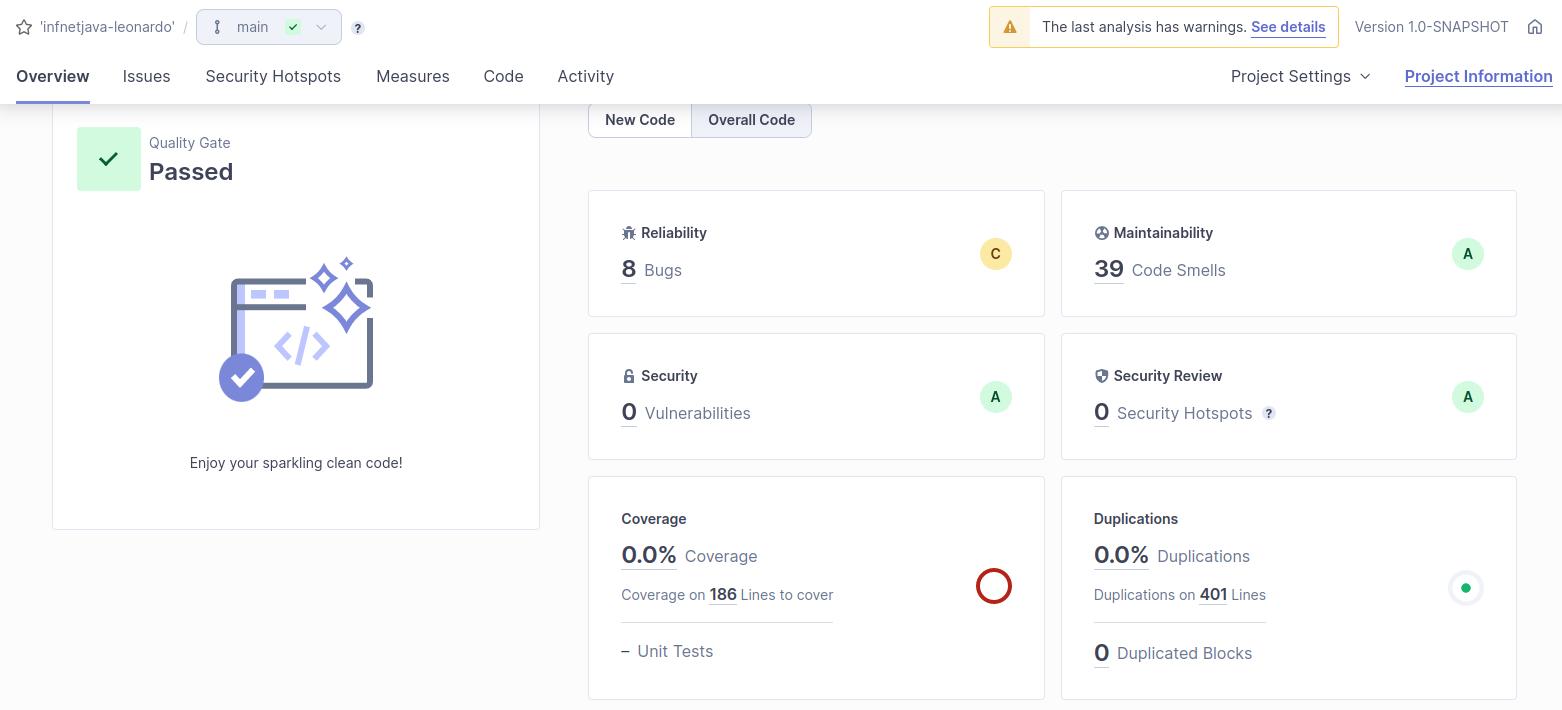 'infnetjava-leonardo' / main ?
The last analysis has warnings. See details Version 1.0-SNAPSHOT
Overview Issues Security Hotspots Measures Code Activity Project Settings Project Information
Quality Gate
Passed
</>
Enjoy your sparkling clean code!
New Code Overall Code
Reliability
8 Bugs
C
Maintainability
39 Code Smells
A
Security
0 Vulnerabilities
A
Security Review
0 Security Hotspots ?
A
Coverage
0.0% Coverage
Coverage on 186 Lines to cover
– Unit Tests
Duplications
0.0% Duplications
Duplications on 401 Lines
0 Duplicated Blocks